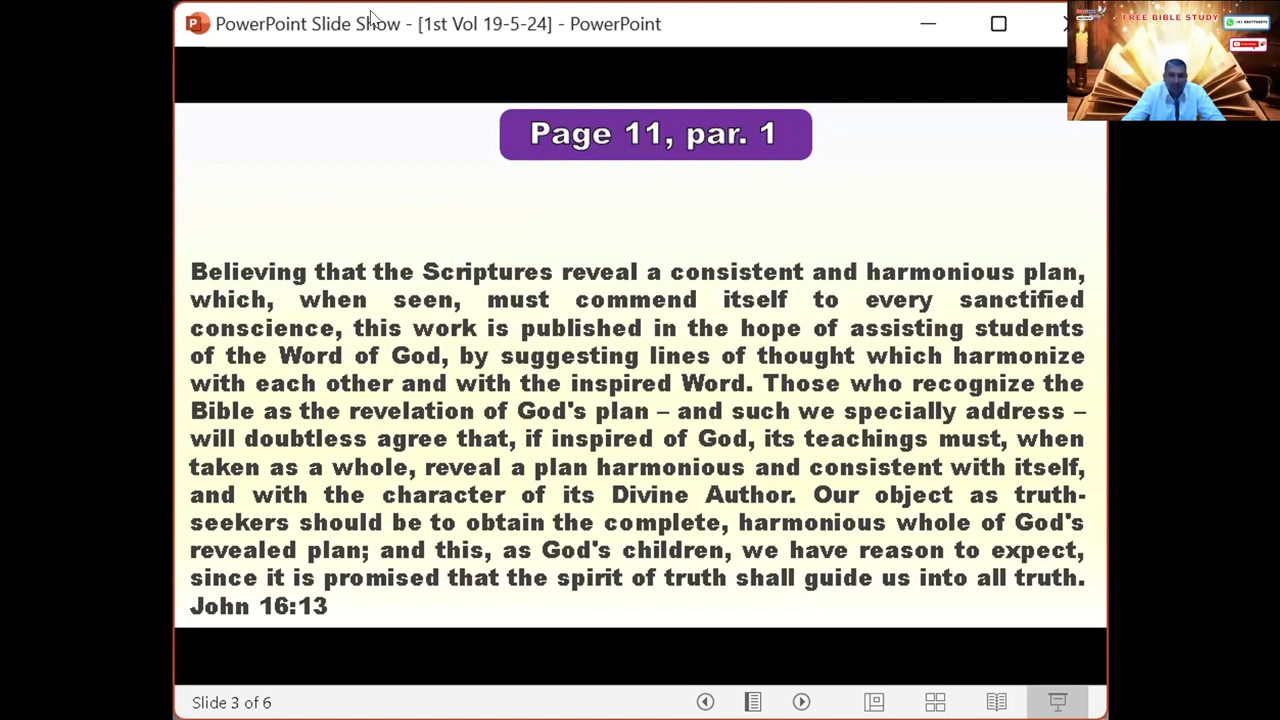 PowerPoint Slide Show - [1st Vol 19-5-24] - PowerPoint
FREE BIBLE STUDY
Page 11, par. 1
Believing that the Scriptures reveal a consistent and harmonious plan,
which, when seen, must commend itself to every sanctified
conscience, this work is published in the hope of assisting students
of the Word of God, by suggesting lines of thought which harmonize
with each other and with the inspired Word. Those who recognize the
Bible as the revelation of God's plan – and such we specially address –
will doubtless agree that, if inspired of God, its teachings must, when
taken as a whole, reveal a plan harmonious and consistent with itself,
and with the character of its Divine Author. Our object as truth-
seekers should be to obtain the complete, harmonious whole of God's
revealed plan; and this, as God's children, we have reason to expect,
since it is promised that the spirit of truth shall guide us into all truth.
John 16:13
Slide 3 of 6